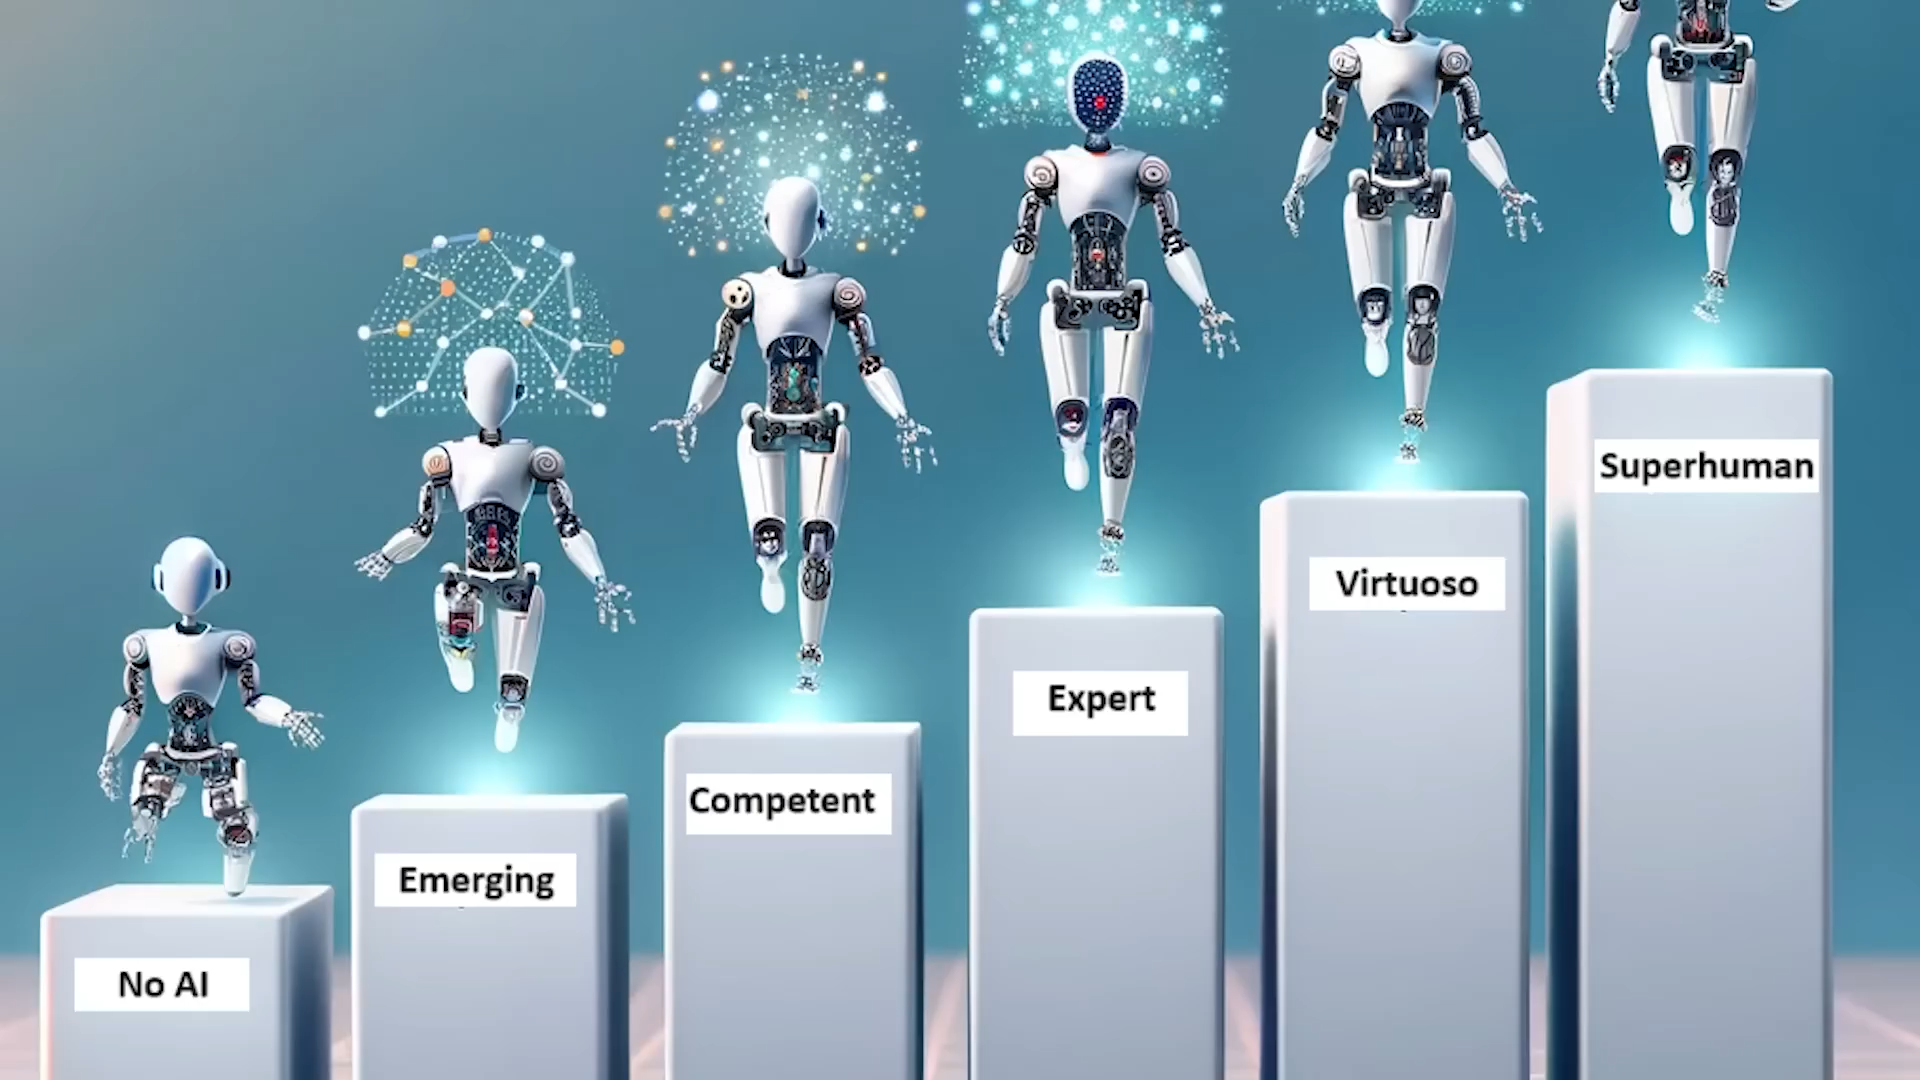 No AI
Emerging
Competent
Expert
Virtuoso
Superhuman